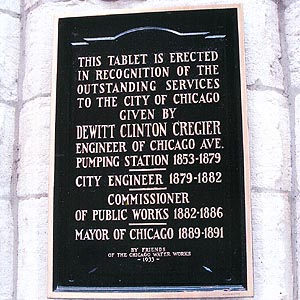 THIS TABLET IS ERECTED
IN RECOGNITION OF THE
OUTSTANDING SERVICES
TO THE CITY OF CHICAGO
GIVEN BY
DEWITT CLINTON CREGIER
ENGINEER OF CHICAGO AVE.
PUMPING STATION 1853-1879
CITY ENGINEER 1879-1882
COMMISSIONER
OF PUBLIC WORKS 1882-1886
MAYOR OF CHICAGO 1889-1891
BY FRIENDS
OF THE CHICAGO WATER WORKS
- 1933 -